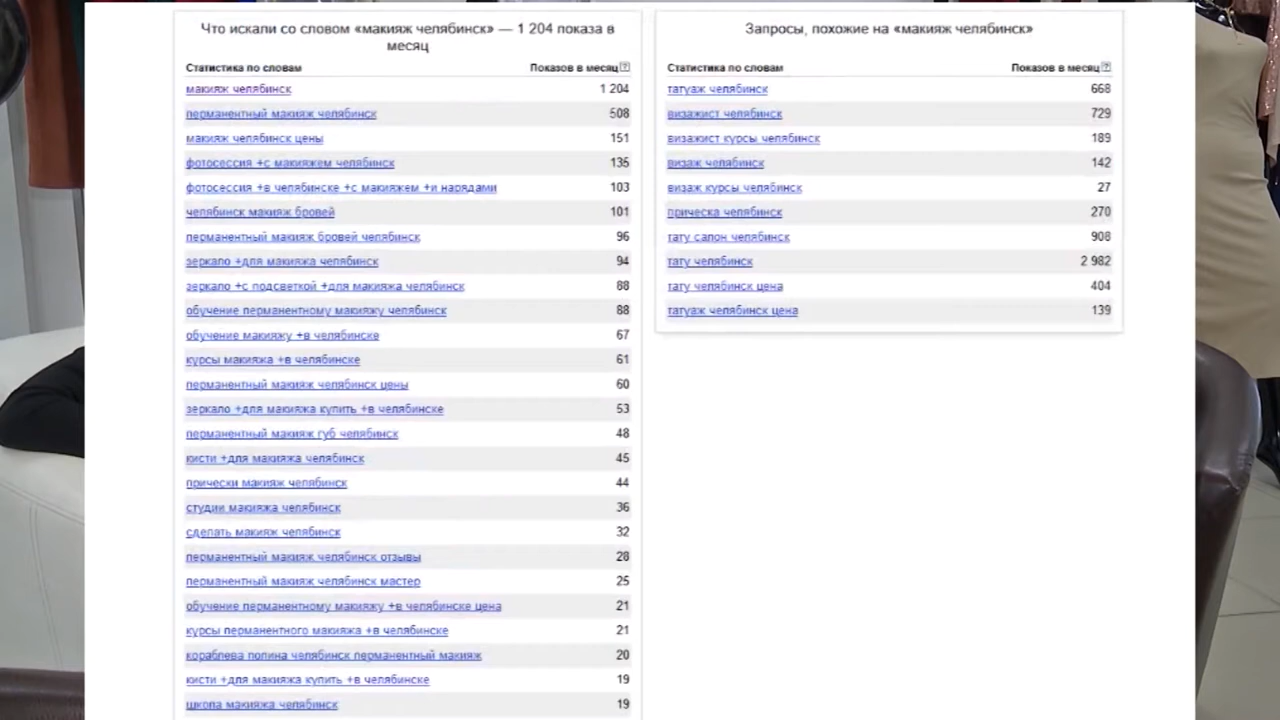 Что искали со словом «макияж челябинск» — 1 204 показа в
месяц
Статистика по словам Показов в месяц ?
макияж челябинск 1 204
перманентный макияж челябинск 508
макияж челябинск цены 151
фотосессия +с макияжем челябинск 135
фотосессия +в челябинске +с макияжем +и нарядами 103
челябинск макияж бровей 101
перманентный макияж бровей челябинск 96
зеркало +для макияжа челябинск 94
зеркало +с подсветкой +для макияжа челябинск 88
обучение перманентному макияжу челябинск 88
обучение макияжу +в челябинске 67
курсы макияжа +в челябинске 61
перманентный макияж челябинск цены 60
зеркало +для макияжа купить +в челябинске 53
перманентный макияж губ челябинск 48
кисти +для макияжа челябинск 45
прически макияж челябинск 44
студии макияжа челябинск 36
сделать макияж челябинск 32
перманентный макияж челябинск отзывы 28
перманентный макияж челябинск мастер 25
обучение перманентному макияжу +в челябинске цена 21
курсы перманентного макияжа +в челябинске 21
кораблева полина челябинск перманентный макияж 20
кисти +для макияжа купить +в челябинске 19
школа макияжа челябинск 19
Запросы, похожие на «макияж челябинск»
Статистика по словам Показов в месяц ?
татуаж челябинск 668
визажист челябинск 729
визажист курсы челябинск 189
визаж челябинск 142
визаж курсы челябинск 27
прическа челябинск 270
тату салон челябинск 908
тату челябинск 2 982
тату челябинск цена 404
татуаж челябинск цена 139